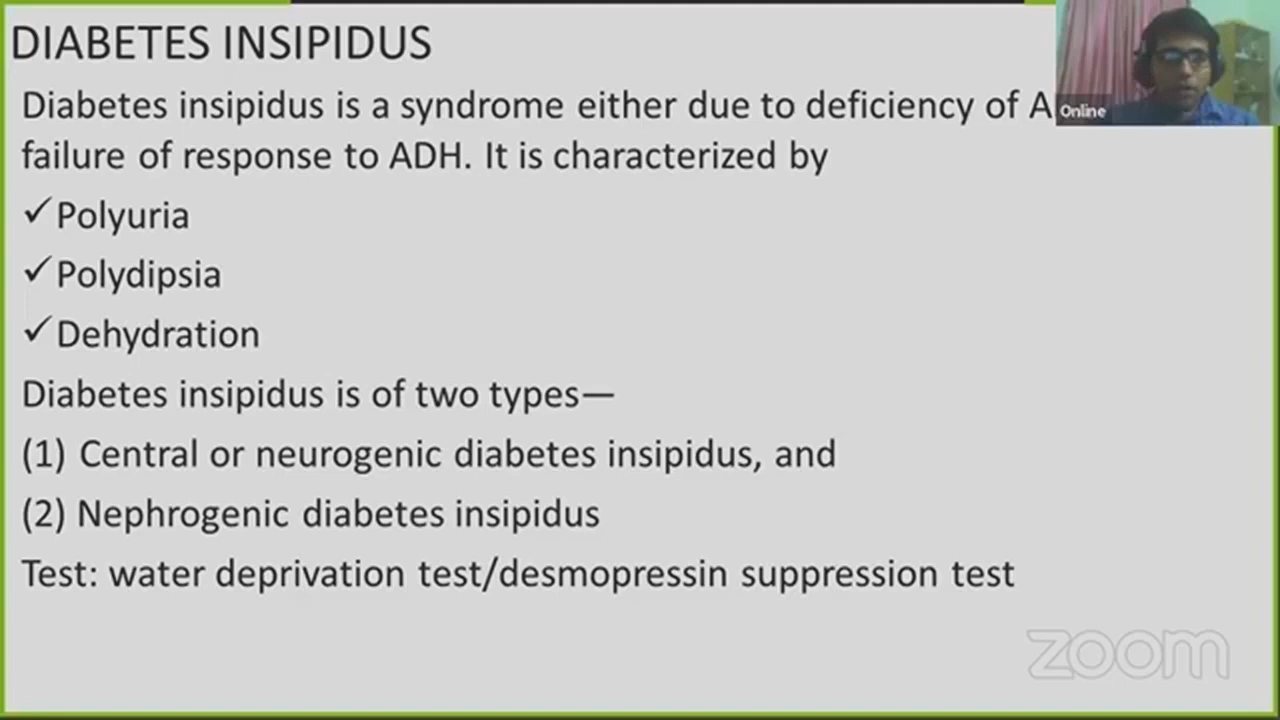 DIABETES INSIPIDUS
Diabetes insipidus is a syndrome either due to deficiency of A
failure of response to ADH. It is characterized by
✓Polyuria
✓Polydipsia
✓Dehydration
Diabetes insipidus is of two types—
(1) Central or neurogenic diabetes insipidus, and
(2) Nephrogenic diabetes insipidus
Test: water deprivation test/desmopressin suppression test
Online
zoom